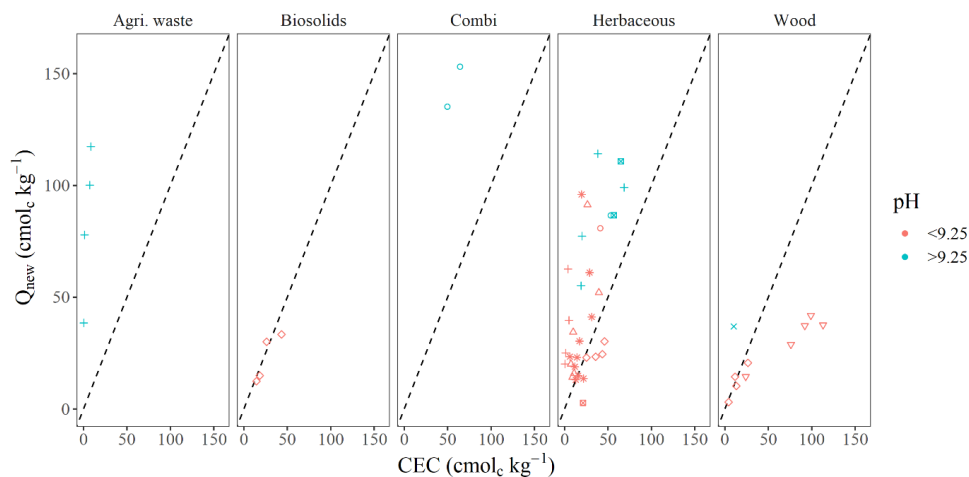 Agri. waste Biosolids Combi Herbaceous Wood
150
100
50
0
Qnew (cmolc kg−1)
0 50 100 150 0 50 100 150 0 50 100 150 0 50 100 150 0 50 100 150
CEC (cmolc kg−1)
pH
<9.25
>9.25